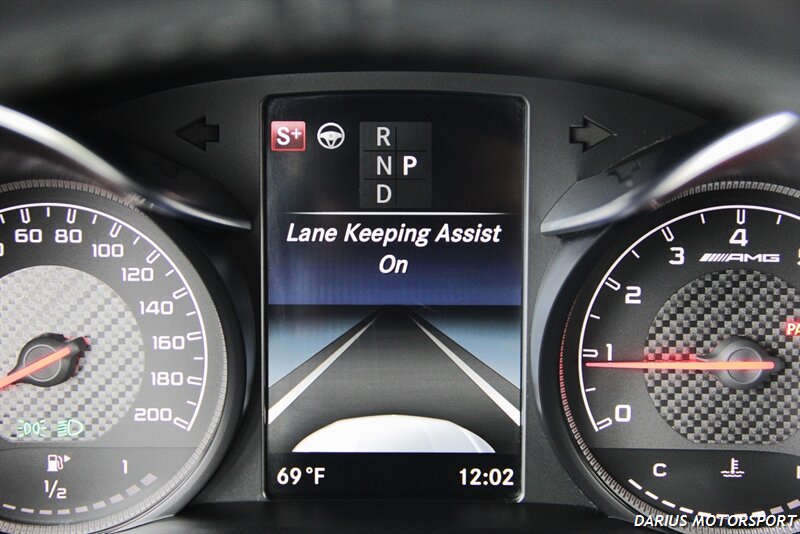 S+
R
N P
D
Lane Keeping Assist
On
69 °F
12:02
60
80
100
120
140
160
180
200
1/2
1
0
1
2
3
4
AMG
C
DARIUS MOTORSPORT